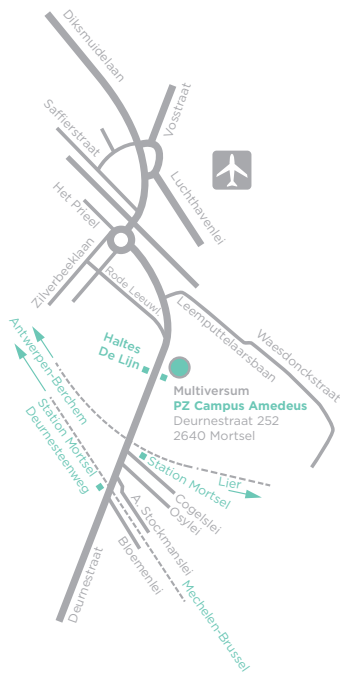 Diksmuidelaan
Vosstraat
Saffierstraat
Luchthavenlei
Het Prieel
Zilverbeeklaan
Rode Leeuwl.
Leemputtelaarsbaan
Waesdonckstraat
Antwerpen-Berchem
Haltes
De Lijn
Multiversum
PZ Campus Amedeus
Deurnestraat 252
2640 Mortsel
Station Mortsel
Deurnesteenweg
Station Mortsel
Lier
Cogelslei
Osylei
A. Stockmanslei
Bloemenlei
Deurnestraat
Mechelen-Brussel